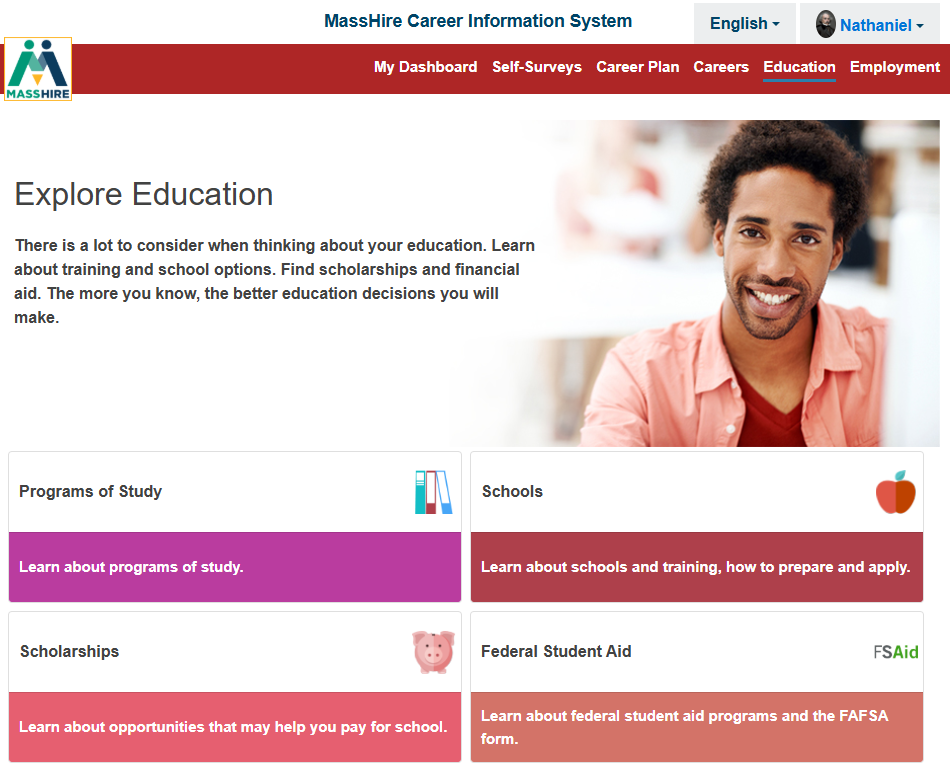 MassHire Career Information System
English
Nathaniel
MASSHIRE
My Dashboard Self-Surveys Career Plan Careers Education Employment
Explore Education
There is a lot to consider when thinking about your education. Learn
about training and school options. Find scholarships and financial
aid. The more you know, the better education decisions you will
make.
Programs of Study
Learn about programs of study.
Schools
Learn about schools and training, how to prepare and apply.
Scholarships
Learn about opportunities that may help you pay for school.
Federal Student Aid
FSAid
Learn about federal student aid programs and the FAFSA
form.